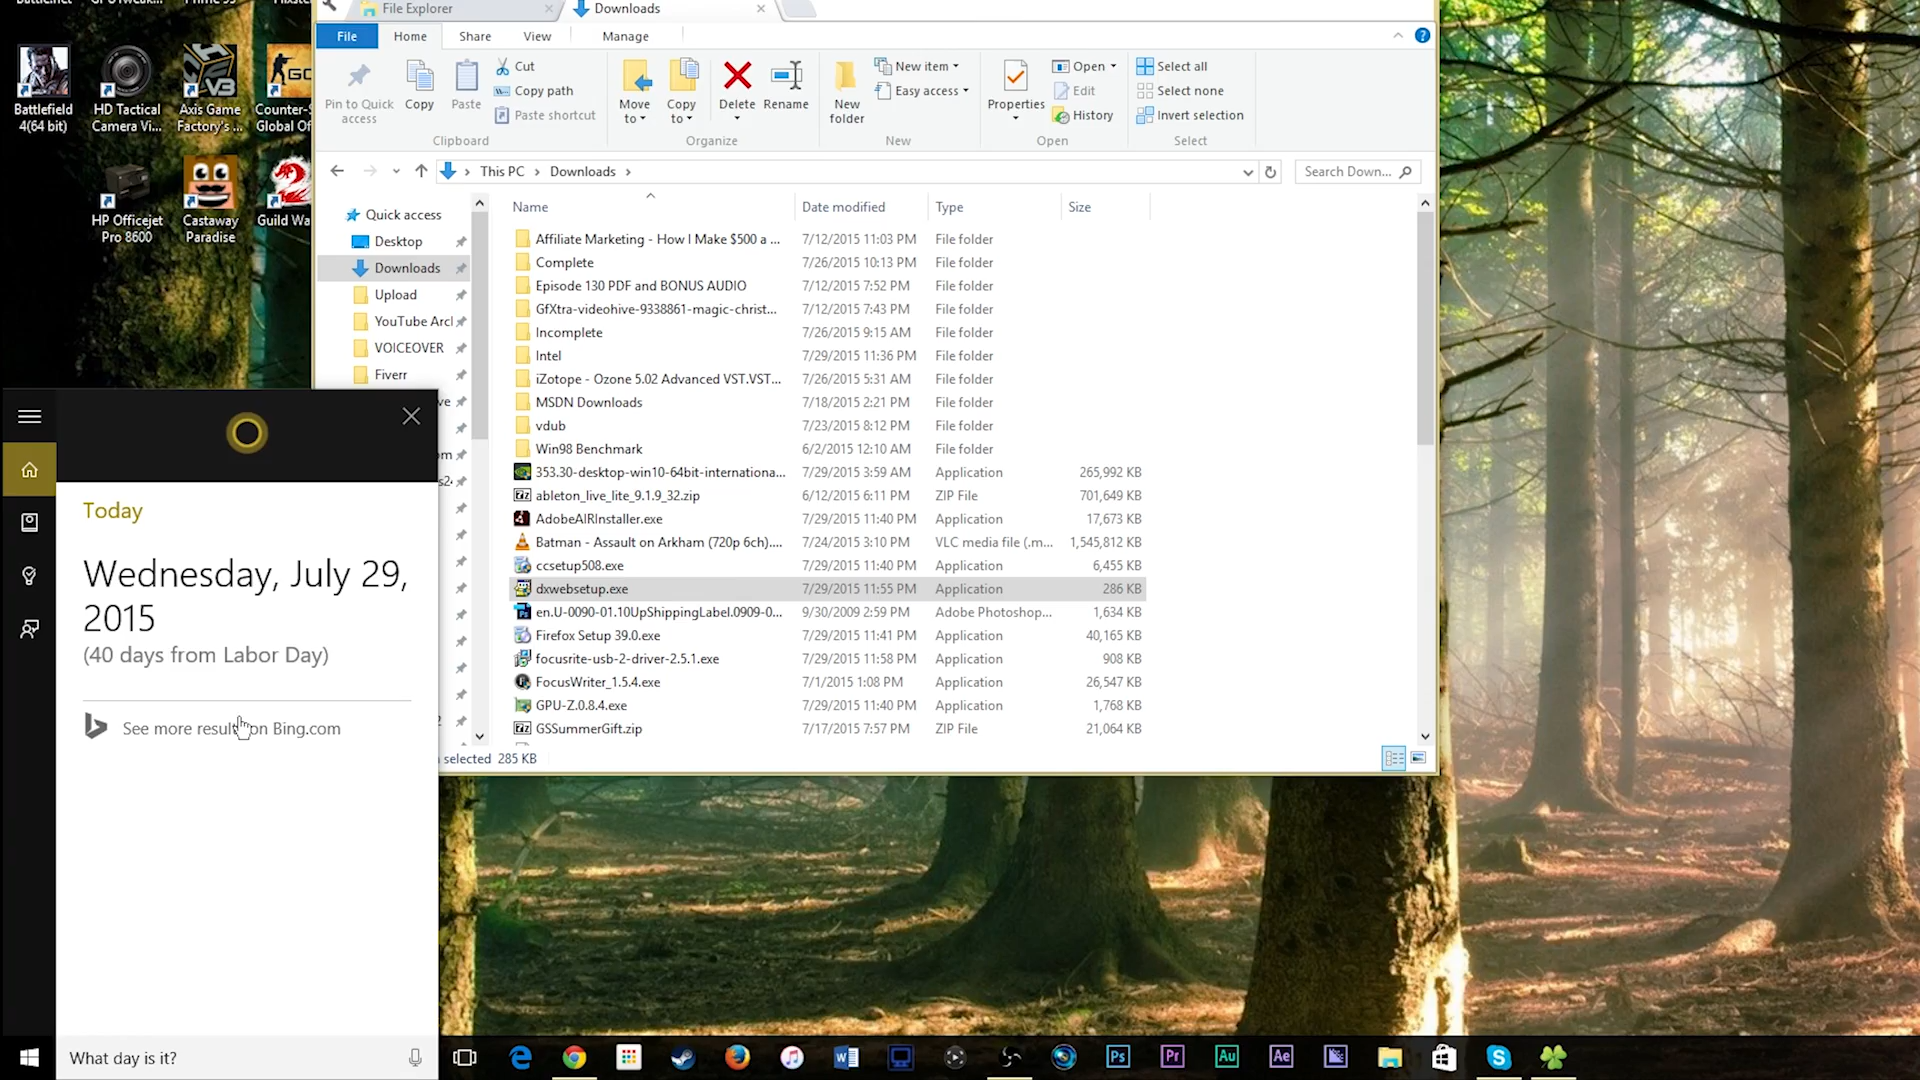 File Explorer
Downloads
File
Home
Share
View
Manage
Pin to Quick
access
Copy
Paste
Cut
Copy path
Paste shortcut
Clipboard
Move
to
Copy
to
Delete
Rename
Organize
New
folder
New item
Easy access
New
Properties
Open
Edit
History
Open
Select all
Select none
Invert selection
Select
This PC
Downloads
Search Down...
Battlefield
4(64 bit)
HD Tactical
Camera Vi...
Axis Game
Factory's ...
Counter-S
Global Of
HP Officejet
Pro 8600
Castaway
Paradise
Guild Wa
Quick access
Desktop
Downloads
Upload
YouTube Arc
VOICEOVER
Fiverr
Name
Date modified
Type
Size
Affiliate Marketing - How I Make $500 a ... 7/12/2015 11:03 PM File folder
Complete 7/26/2015 10:13 PM File folder
Episode 130 PDF and BONUS AUDIO 7/12/2015 7:52 PM File folder
GfXtra-videohive-9338861-magic-christ... 7/12/2015 7:43 PM File folder
Incomplete 7/26/2015 9:15 AM File folder
Intel 7/29/2015 11:36 PM File folder
iZotope - Ozone 5.02 Advanced VST.VST... 7/26/2015 5:31 AM File folder
MSDN Downloads 7/18/2015 2:21 PM File folder
vdub 7/23/2015 8:12 PM File folder
Win98 Benchmark 6/2/2015 12:10 AM File folder
353.30-desktop-win10-64bit-internationa... 7/29/2015 3:59 AM Application 265,992 KB
ableton_live_lite_9.1.9_32.zip 6/12/2015 6:11 PM ZIP File 701,649 KB
AdobeAIRInstaller.exe 7/29/2015 11:40 PM Application 17,673 KB
Batman - Assault on Arkham (720p 6ch).... 7/24/2015 3:10 PM VLC media file (.m... 1,545,812 KB
ccsetup508.exe 7/29/2015 11:40 PM Application 6,455 KB
dxwebsetup.exe 7/29/2015 11:55 PM Application 286 KB
en.U-0090-01.10UpShippingLabel.0909-0... 9/30/2009 2:59 PM Adobe Photoshop... 1,634 KB
Firefox Setup 39.0.exe 7/29/2015 11:41 PM Application 40,165 KB
focusrite-usb-2-driver-2.5.1.exe 7/29/2015 11:58 PM Application 908 KB
FocusWriter_1.5.4.exe 7/1/2015 1:08 PM Application 26,547 KB
GPU-Z.0.8.4.exe 7/29/2015 11:40 PM Application 1,768 KB
GSSummerGift.zip 7/17/2015 7:57 PM ZIP File 21,064 KB
selected 285 KB
Today
Wednesday, July 29,
2015
(40 days from Labor Day)
See more results on Bing.com
What day is it?
Ps
Pr
Au
Ae